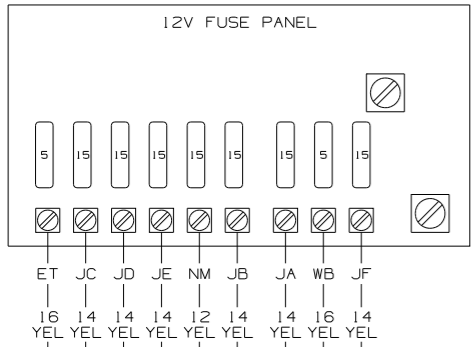 12V FUSE PANEL
5 15 15 15 15 15 15 5 15
ET JC JD JE NM JB JA WB JF
16 14 14 14 12 14 14 16 14
YEL YEL YEL YEL YEL YEL YEL YEL YEL